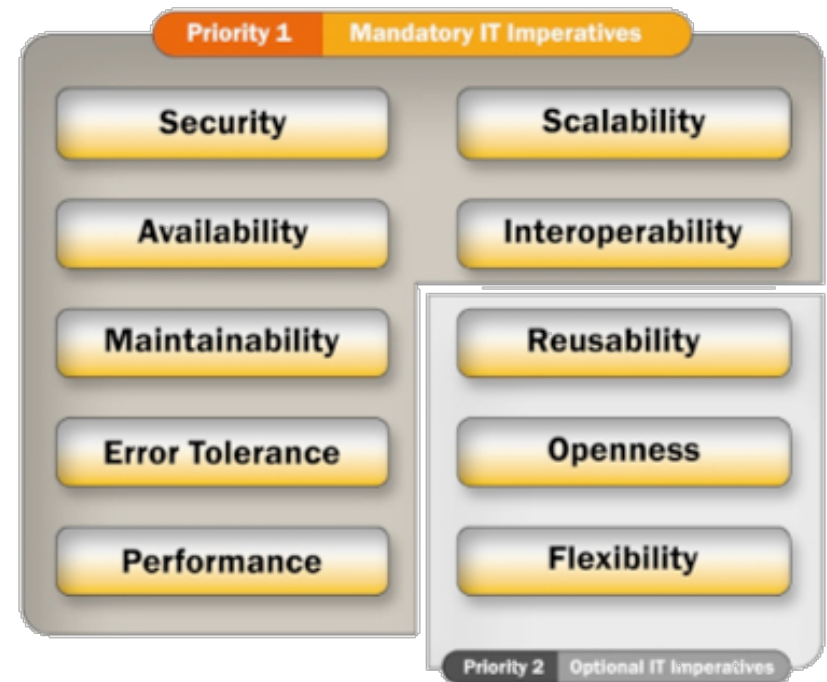 Priority 1 Mandatory IT Imperatives
Security
Scalability
Availability
Interoperability
Maintainability
Reusability
Error Tolerance
Openness
Performance
Flexibility
Priority 2 Optional IT Imperatives